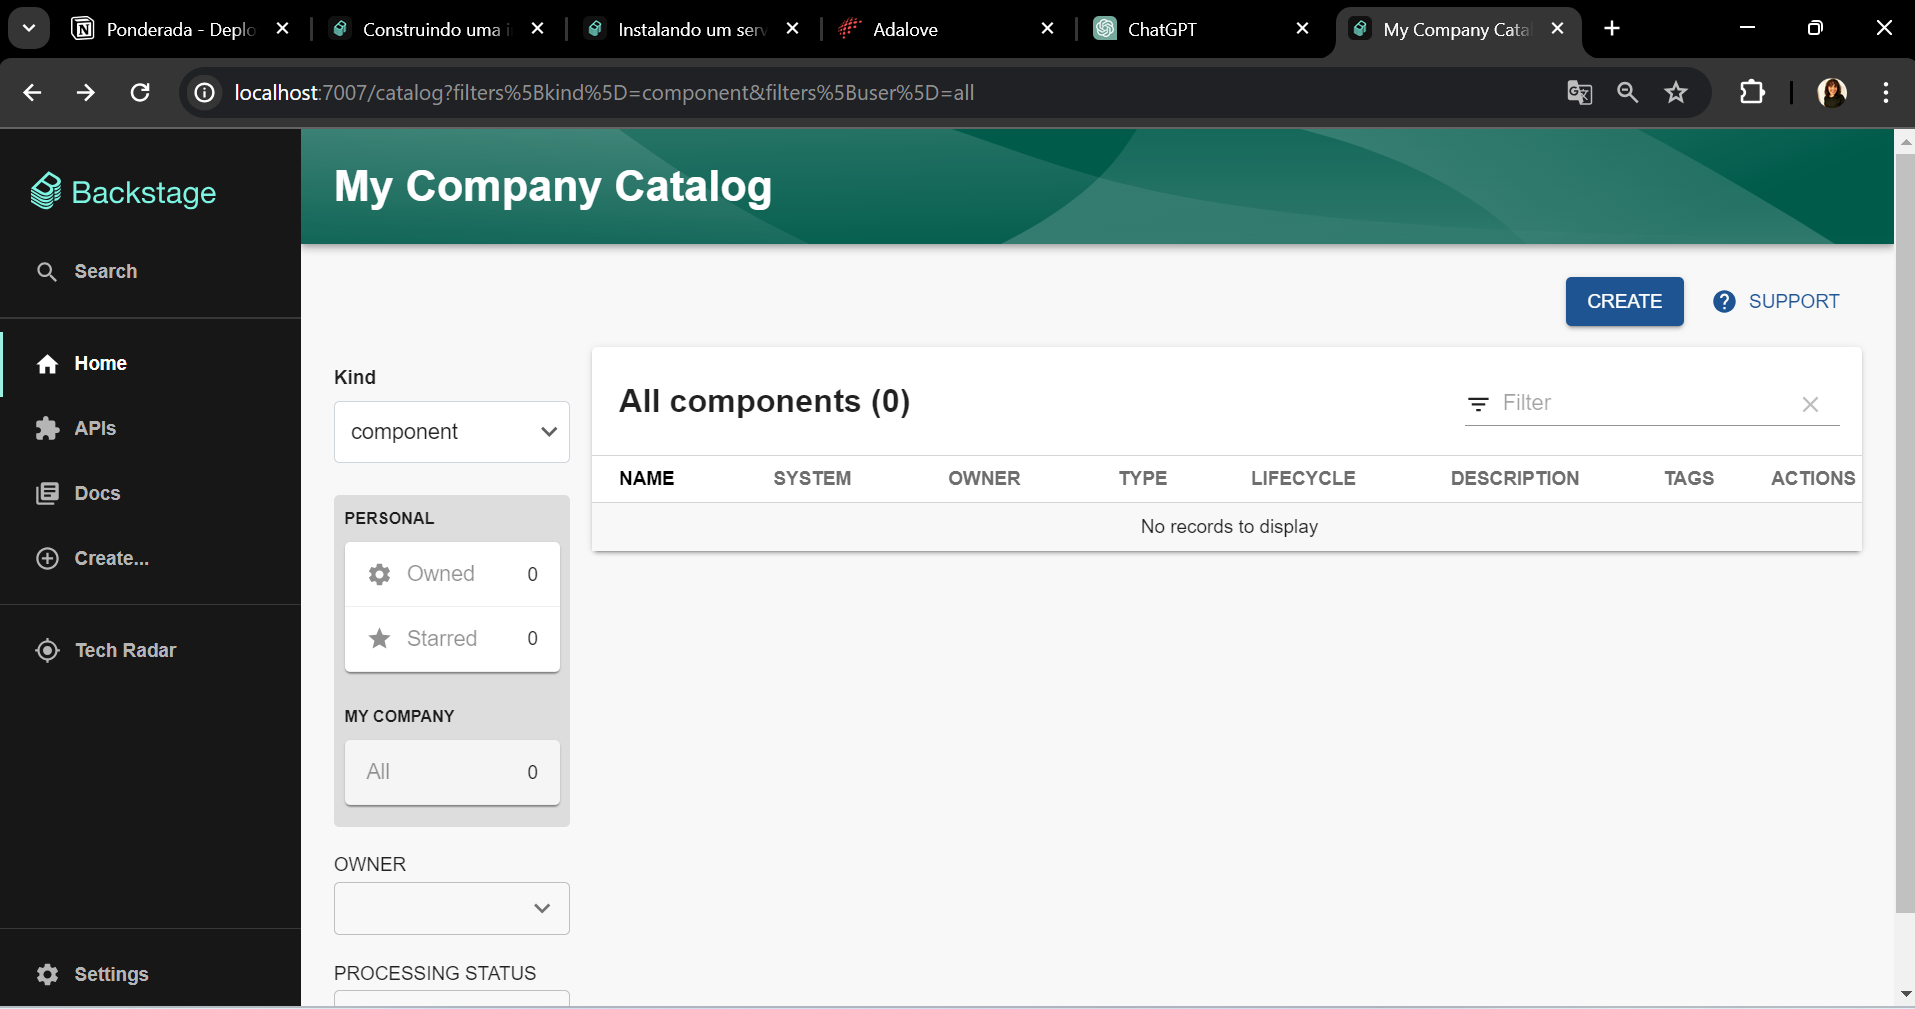 Ponderada - Deplo
Construindo uma i
Instalando um serv
Adalove
ChatGPT
My Company Cata
localhost:7007/catalog?filters%5Bkind%5D=component&filters%5Buser%5D=all
Backstage
Search
Home
APIs
Docs
Create...
Tech Radar
Settings
My Company Catalog
CREATE
? SUPPORT
Kind
component
PERSONAL
Owned 0
Starred 0
MY COMPANY
All 0
OWNER
PROCESSING STATUS
All components (0)
Filter
NAME SYSTEM OWNER TYPE LIFECYCLE DESCRIPTION TAGS ACTIONS
No records to display